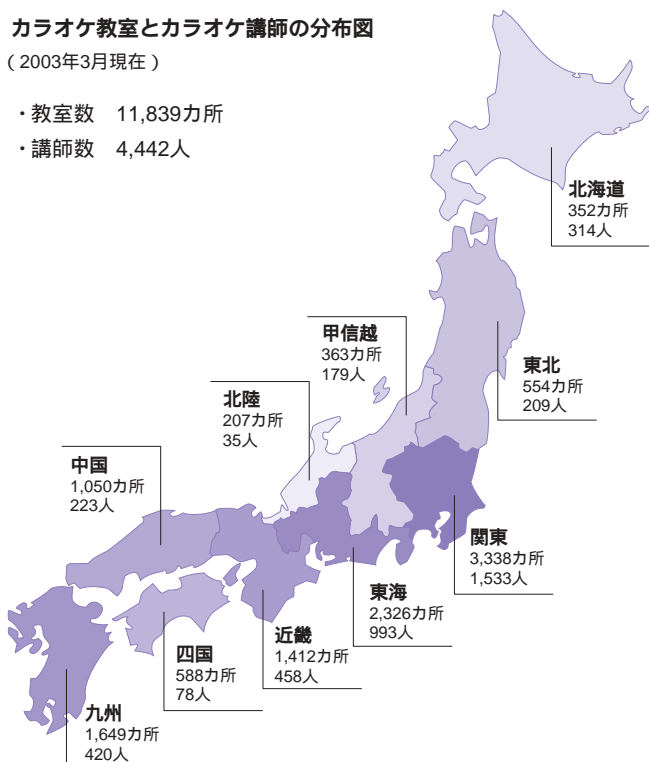 カラオケ教室とカラオケ講師の分布図
（2003年3月現在）
・教室数　11,839カ所
・講師数　4,442人
北海道
352カ所
314人
甲信越
363カ所
179人
東北
554カ所
209人
北陸
207カ所
35人
中国
1,050カ所
223人
関東
3,338カ所
1,533人
東海
2,326カ所
993人
近畿
1,412カ所
458人
四国
588カ所
78人
九州
1,649カ所
420人